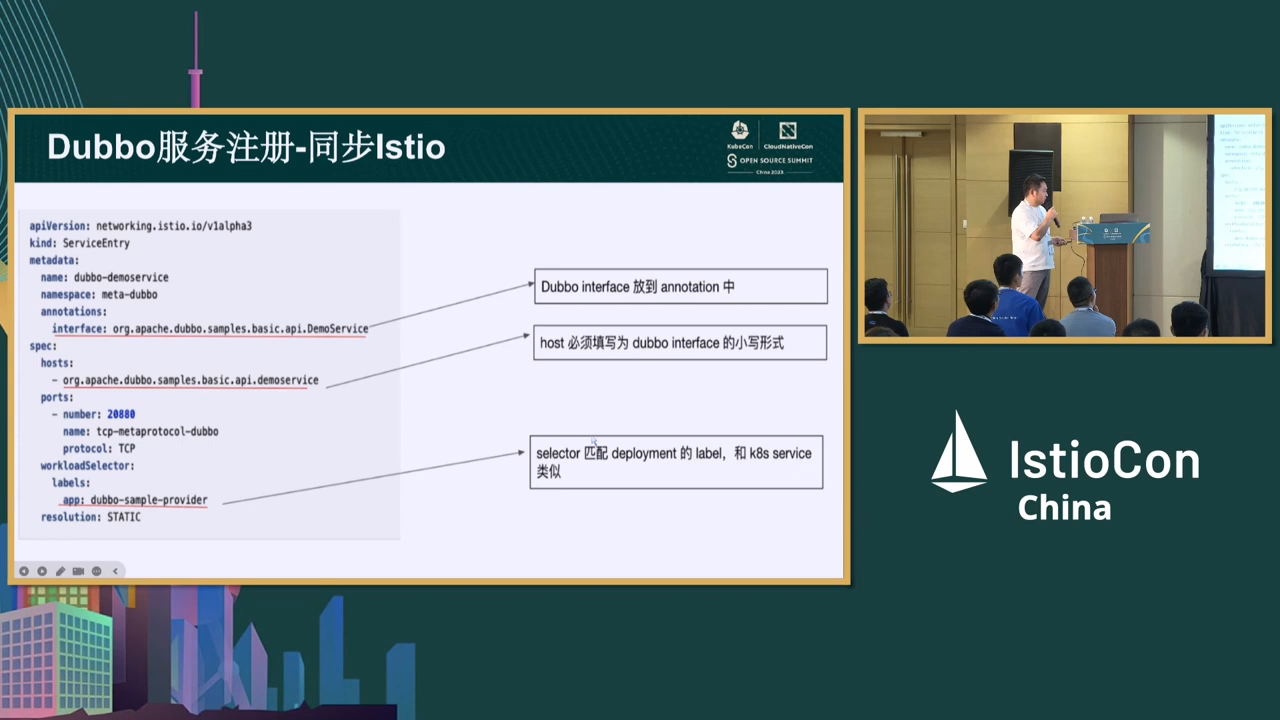 Dubbo服务注册-同步Istio
KubeCon
CloudNativeCon
OPEN SOURCE SUMMIT
China 2023
apiVersion: networking.istio.io/v1alpha3
kind: ServiceEntry
metadata:
name: dubbo-demoservice
namespace: meta-dubbo
annotations:
interface: org.apache.dubbo.samples.basic.api.DemoService
spec:
hosts:
- org.apache.dubbo.samples.basic.api.demoservice
ports:
- number: 20880
name: tcp-metaprotocol-dubbo
protocol: TCP
workloadSelector:
labels:
app: dubbo-sample-provider
resolution: STATIC
Dubbo interface 放到 annotation 中
host 必须填写为 dubbo interface 的小写形式
selector 匹配 deployment 的 label，和 k8s service
类似
IstioCon
China